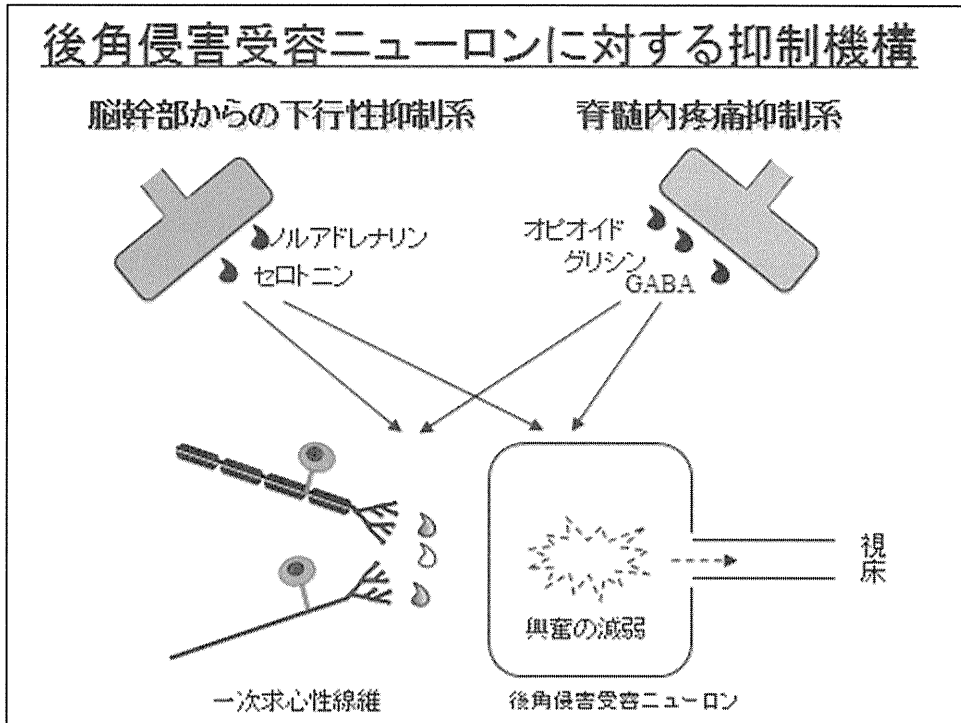 後角侵害受容ニューロンに対する抑制機構
脳幹部からの下行性抑制系
脊髄内疼痛抑制系
ノルアドレナリン
セロトニン
オピオイド
グリシン
GABA
視床
興奮の減弱
一次求心性線維
後角侵害受容ニューロン